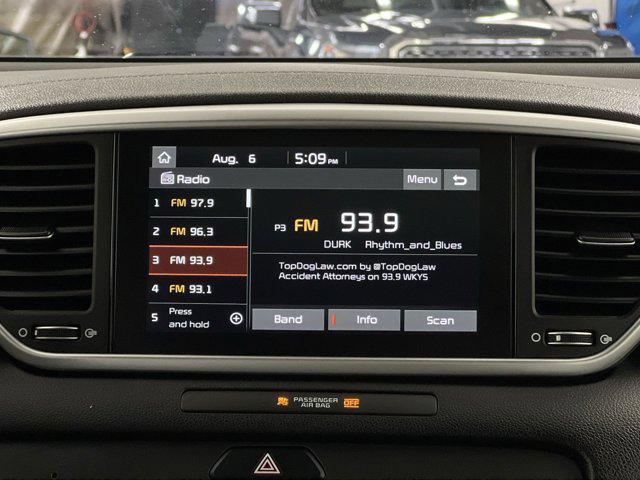 Aug. 6 5:09 PM
Radio Menu
1 FM 97.9
2 FM 96.3
3 FM 93.9
4 FM 93.1
5 Press and hold
P3 FM 93.9
DURK Rhythm_and_Blues
TopDogLaw.com by @TopDogLaw
Accident Attorneys on 93.9 WKYS
Band Info Scan
PASSENGER
AIR BAG OFF